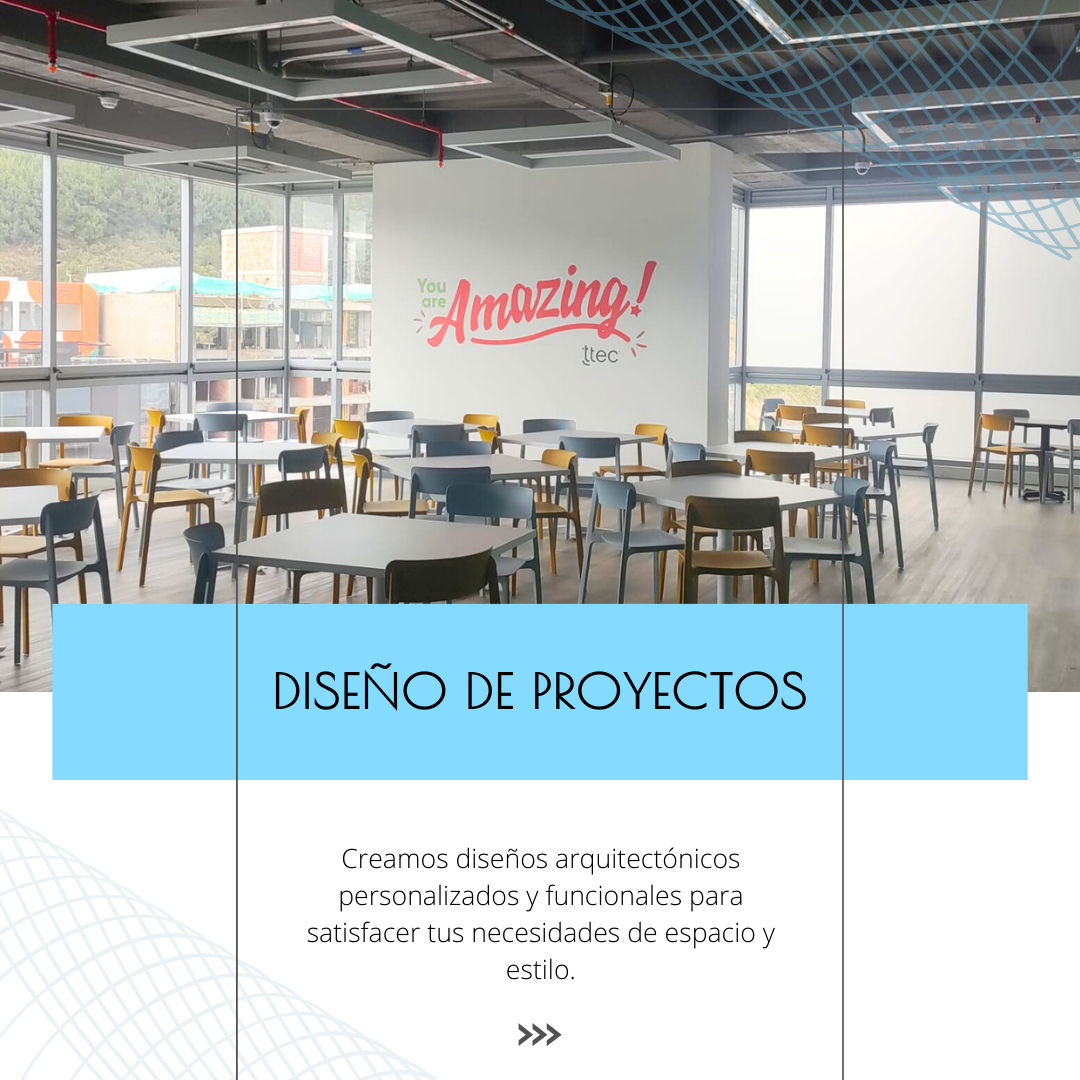 You
are
Amazing!
ttec
DISEÑO DE PROYECTOS
Creamos diseños arquitectónicos
personalizados y funcionales para
satisfacer tus necesidades de espacio y
estilo.